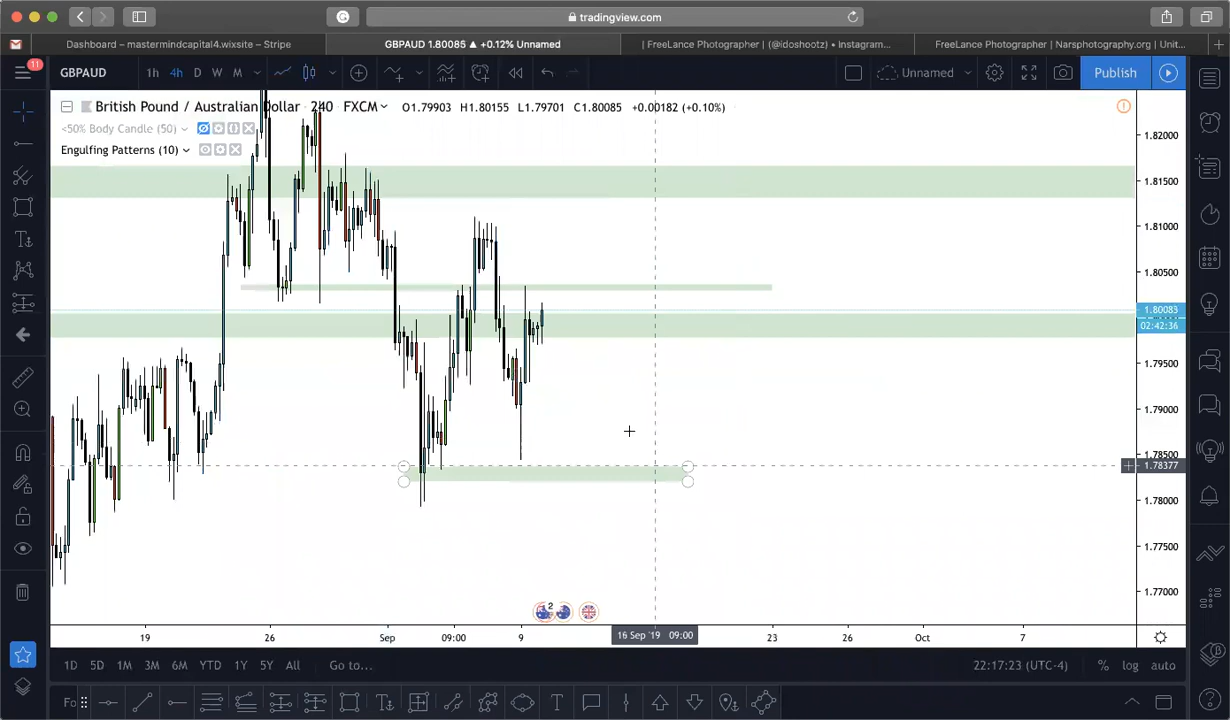 tradingview.com
Dashboard – mastermindcapital4.wixsite – Stripe
GBPAUD 1.80085 ▲ +0.12% Unnamed
| FreeLance Photographer | (@idoshootz) • Instagram...
FreeLance Photographer | Narsphotography.org | Unit...
11
GBPAUD
1h 4h D W M
Unnamed
Publish
British Pound / Australian Dollar · 240 · FXCM
O1.79903 H1.80155 L1.79701 C1.80085 +0.00182 (+0.10%)
<50% Body Candle (50)
Engulfing Patterns (10)
1.82000
1.81500
1.81000
1.80500
1.80083
02:42:36
1.79500
1.79000
1.78500
1.78377
1.78000
1.77500
1.77000
2
19 26 Sep 09:00 9 16 Sep '19 09:00 23 26 Oct 7
1D 5D 1M 3M 6M YTD 1Y 5Y All Go to...
22:17:23 (UTC-4) % log auto
Fo